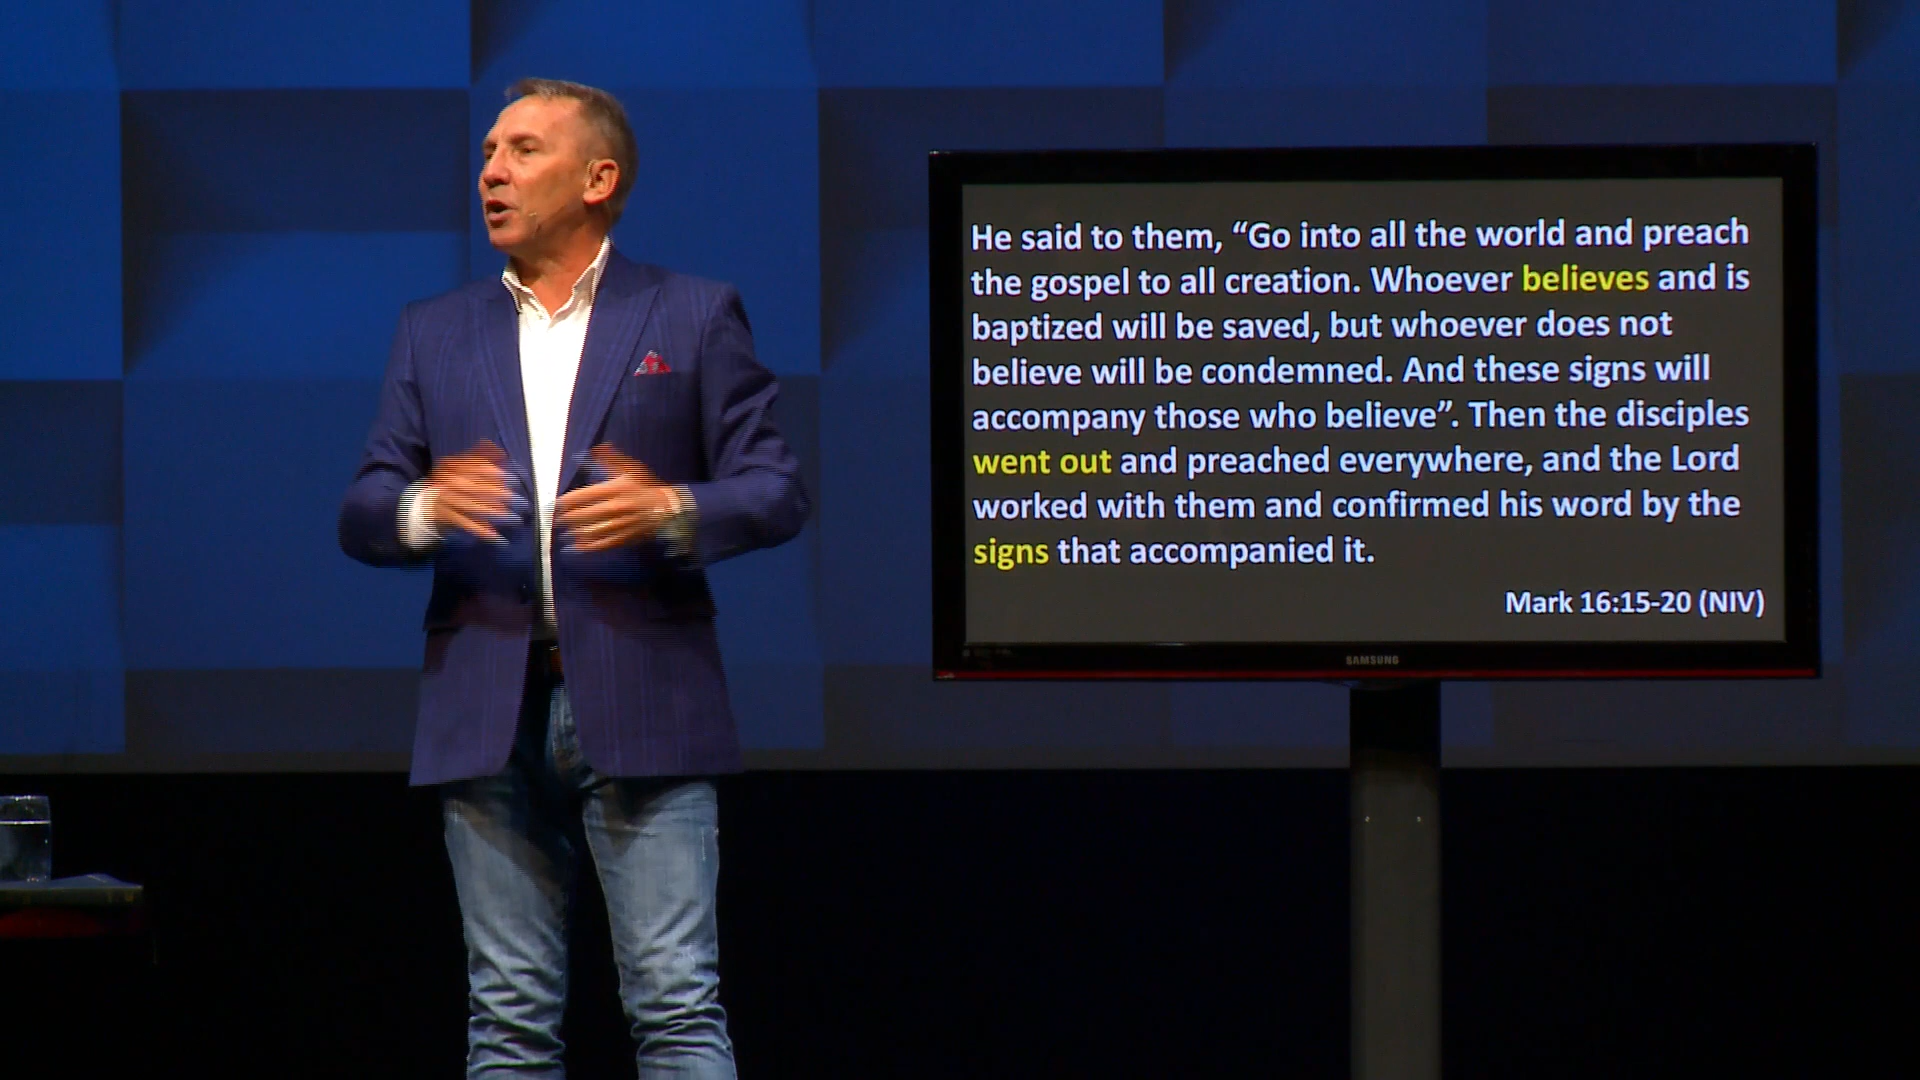 He said to them, “Go into all the world and preach
the gospel to all creation. Whoever believes and is
baptized will be saved, but whoever does not
believe will be condemned. And these signs will
accompany those who believe”. Then the disciples
went out and preached everywhere, and the Lord
worked with them and confirmed his word by the
signs that accompanied it.
Mark 16:15-20 (NIV)
SAMSUNG